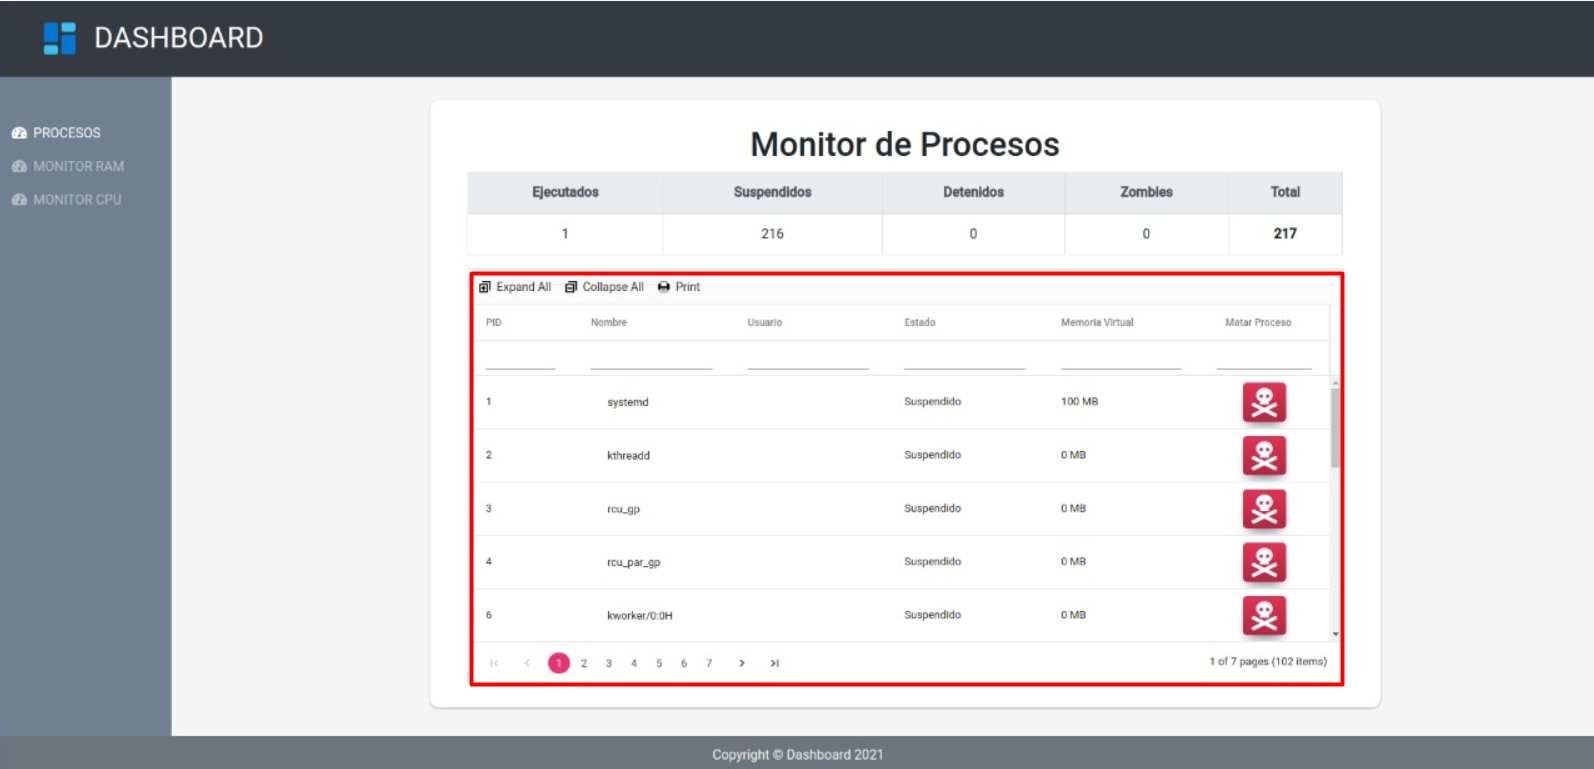 DASHBOARD
PROCESOS
MONITOR RAM
MONITOR CPU
Monitor de Procesos
Ejecutados Suspendidos Detenidos Zombies Total
1 216 0 0 217
Expand All Collapse All Print
PID Nombre Usuario Estado Memoria Virtual Matar Proceso
1 systemd Suspendido 100 MB
2 kthreadd Suspendido 0 MB
3 rcu_gp Suspendido 0 MB
4 rcu_par_gp Suspendido 0 MB
6 kworker/0:0H Suspendido 0 MB
1 2 3 4 5 6 7 1 of 7 pages (102 items)
Copyright © Dashboard 2021